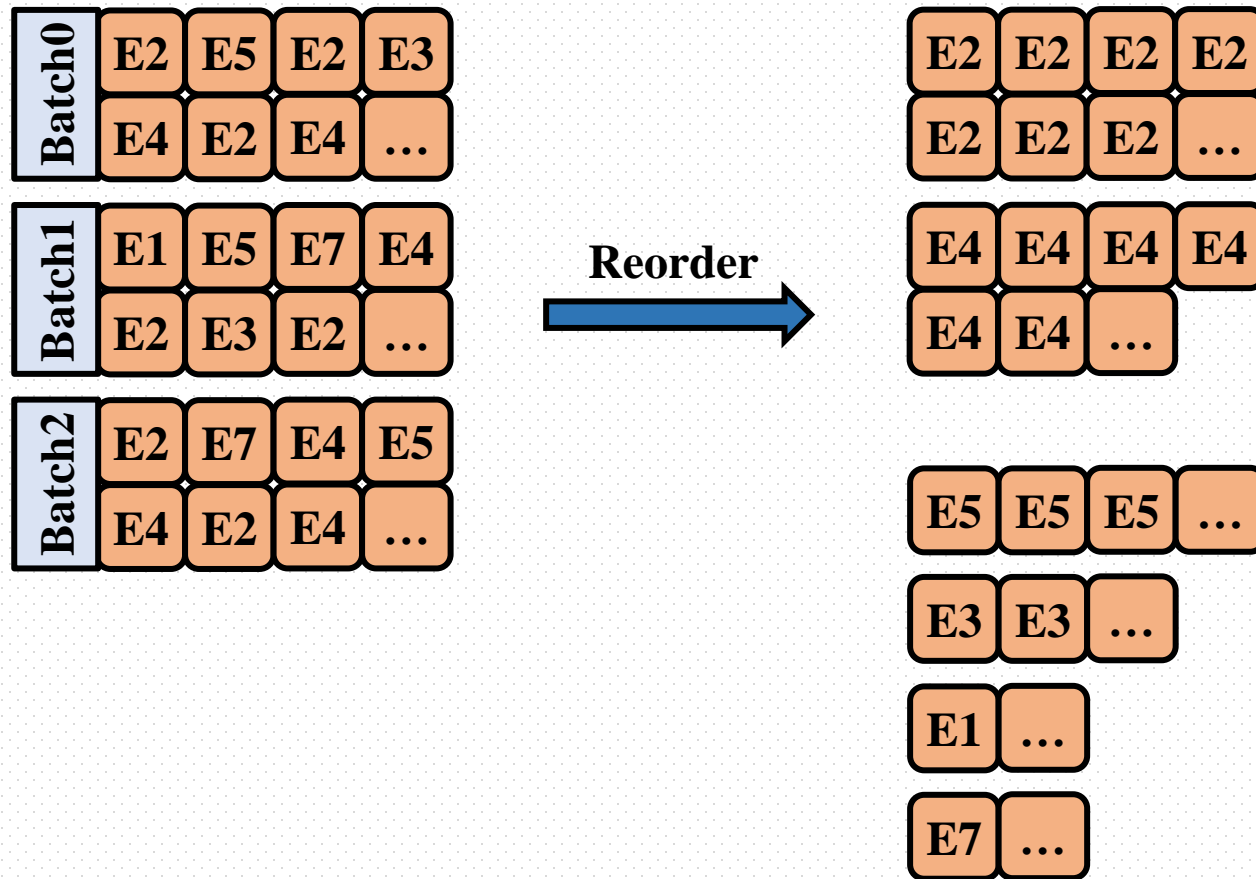 Batch0
E2 E5 E2 E3
E4 E2 E4 ...
Batch1
E1 E5 E7 E4
E2 E3 E2 ...
Batch2
E2 E7 E4 E5
E4 E2 E4 ...
Reorder
E2 E2 E2 E2
E2 E2 E2 ...
E4 E4 E4 E4
E4 E4 ...
E5 E5 E5 ...
E3 E3 ...
E1 ...
E7 ...